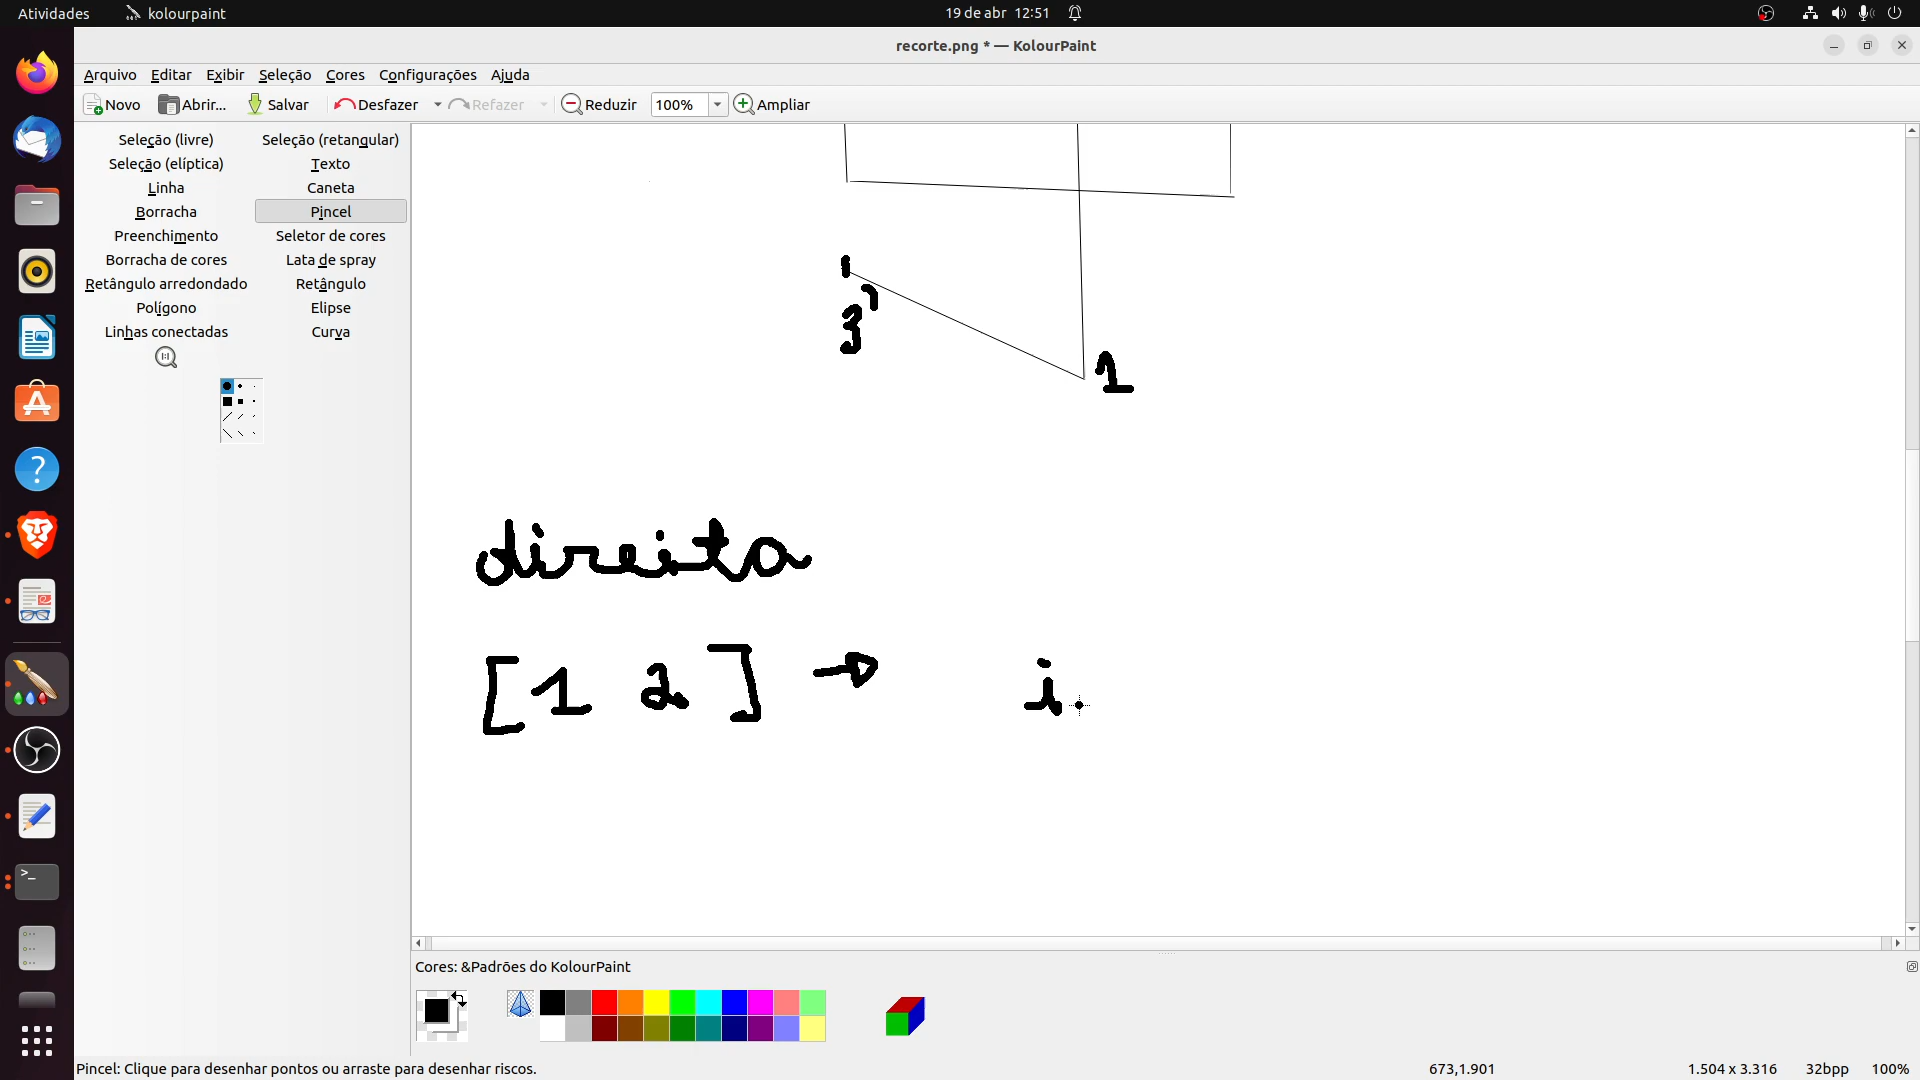 Atividades
kolourpaint
19 de abr 12:51
recorte.png * — KolourPaint
Arquivo Editar Exibir Seleção Cores Configurações Ajuda
Novo Abrir... Salvar Desfazer Refazer Reduzir 100% Ampliar
Seleção (livre) Seleção (retangular)
Seleção (elíptica) Texto
Linha Caneta
Borracha Pincel
Preenchimento Seletor de cores
Borracha de cores Lata de spray
Retângulo arredondado Retângulo
Polígono Elipse
Linhas conectadas Curva
3'
1
direita
[1 2] → i
Cores: &Padrões do KolourPaint
Pincel: Clique para desenhar pontos ou arraste para desenhar riscos.
673,1.901
1.504 x 3.316
32bpp
100%